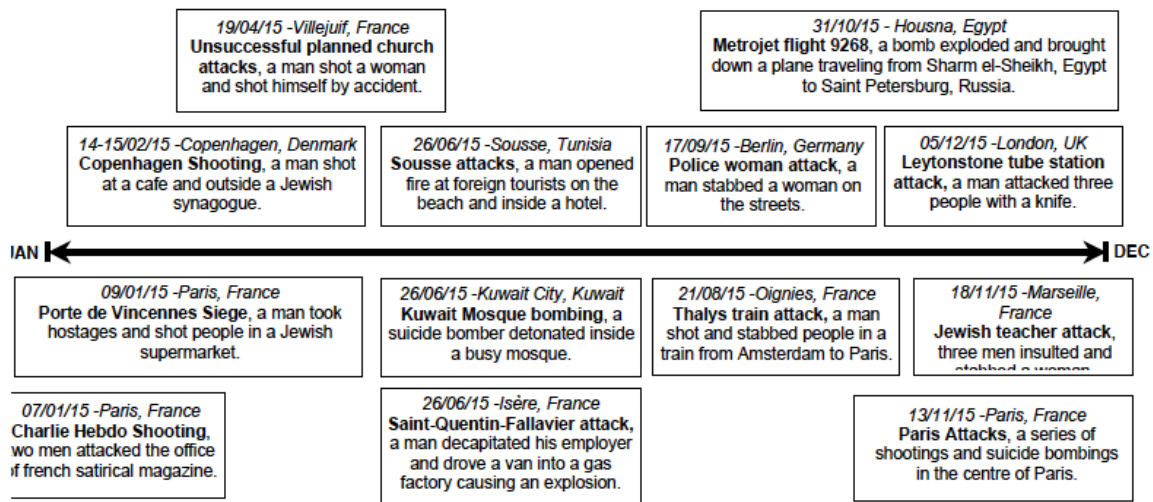 19/04/15 -Villejuif, France
Unsuccessful planned church
attacks, a man shot a woman
and shot himself by accident.
31/10/15 - Housna, Egypt
Metrojet flight 9268, a bomb exploded and brought
down a plane traveling from Sharm el-Sheikh, Egypt
to Saint Petersburg, Russia.
14-15/02/15 -Copenhagen, Denmark
Copenhagen Shooting, a man shot
at a cafe and outside a Jewish
synagogue.
26/06/15 -Sousse, Tunisia
Sousse attacks, a man opened
fire at foreign tourists on the
beach and inside a hotel.
17/09/15 -Berlin, Germany
Police woman attack, a
man stabbed a woman on
the streets.
05/12/15 -London, UK
Leytonstone tube station
attack, a man attacked three
people with a knife.
JAN
DEC
09/01/15 -Paris, France
Porte de Vincennes Siege, a man took
hostages and shot people in a Jewish
supermarket.
26/06/15 -Kuwait City, Kuwait
Kuwait Mosque bombing, a
suicide bomber detonated inside
a busy mosque.
21/08/15 -Oignies, France
Thalys train attack, a man
shot and stabbed people in a
train from Amsterdam to Paris.
18/11/15 -Marseille,
France
Jewish teacher attack,
three men insulted and
stabbed a woman.
07/01/15 -Paris, France
Charlie Hebdo Shooting,
two men attacked the office
of french satirical magazine.
26/06/15 -Isère, France
Saint-Quentin-Fallavier attack,
a man decapitated his employer
and drove a van into a gas
factory causing an explosion.
13/11/15 -Paris, France
Paris Attacks, a series of
shootings and suicide bombings
in the centre of Paris.